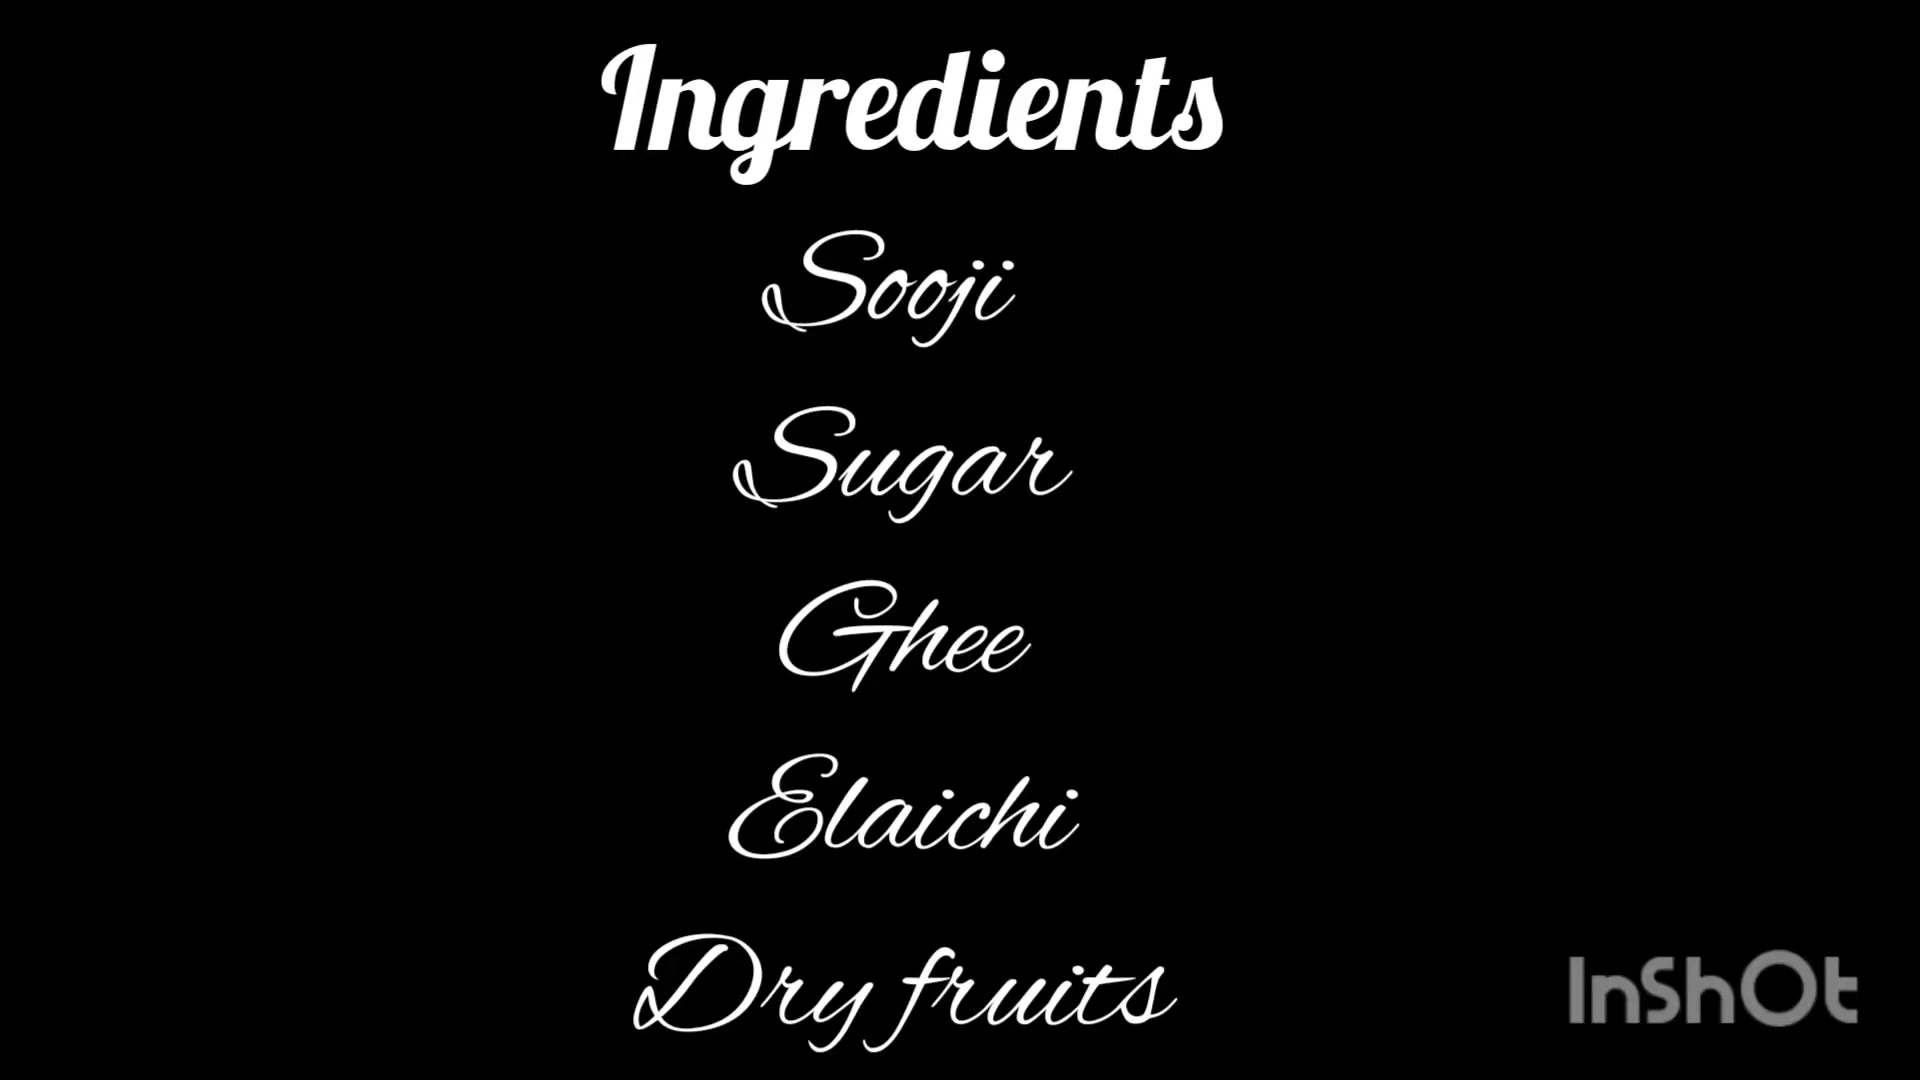 Ingredients
Sooji
Sugar
Ghee
Elaichi
Dry fruits
InShOt